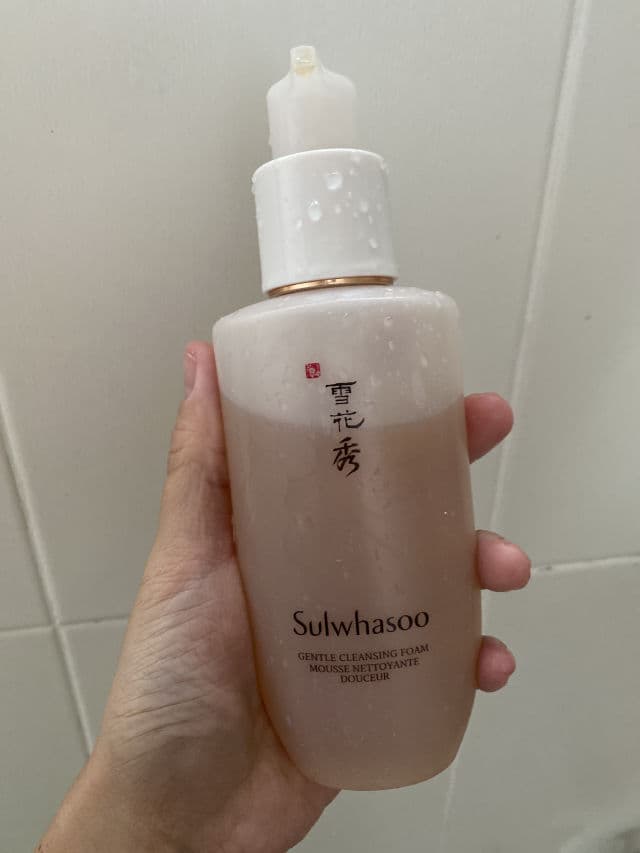 雪花秀
Sulwhasoo
GENTLE CLEANSING FOAM
MOUSSE NETTOYANTE
DOUCEUR